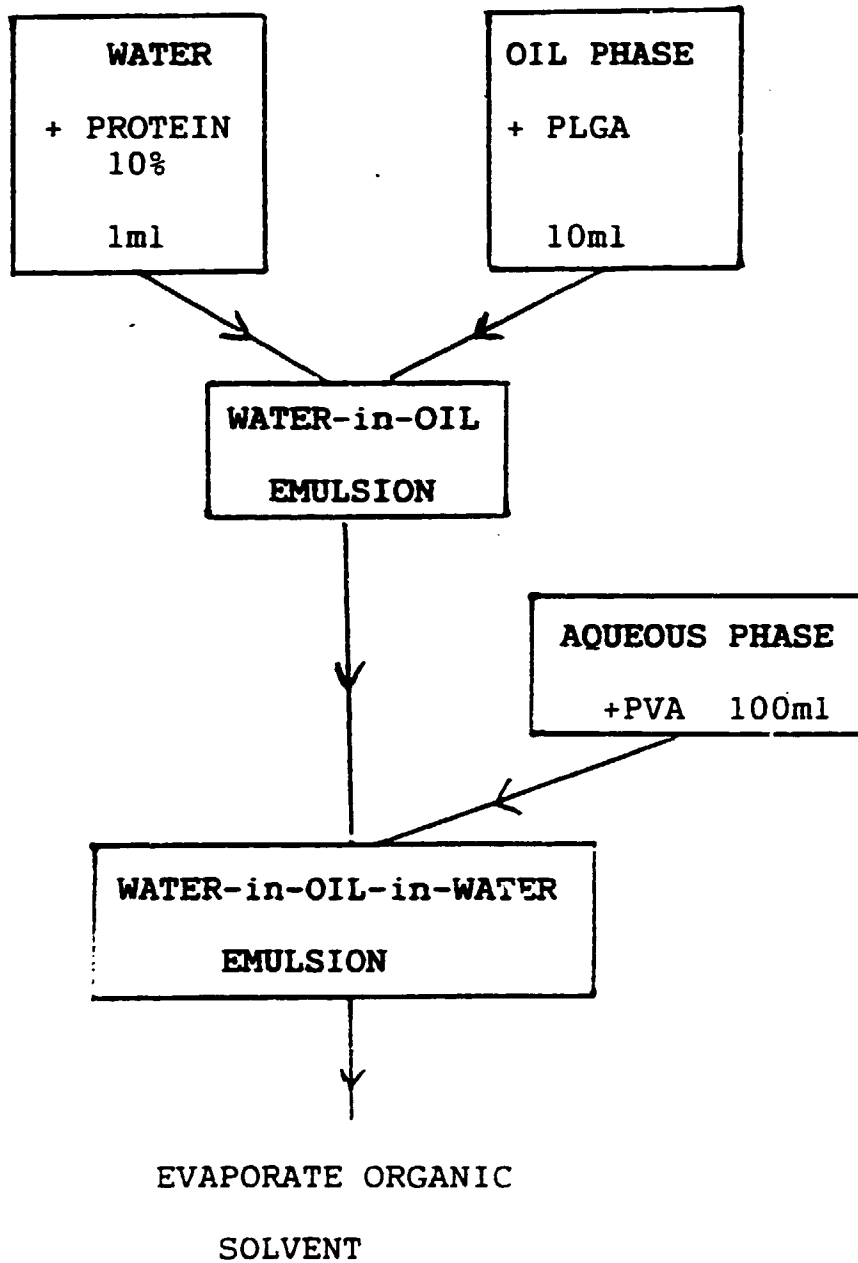 WATER
+ PROTEIN
10%
1ml
OIL PHASE
+ PLGA
10ml
WATER-in-OIL
EMULSION
AQUEOUS PHASE
+PVA 100ml
WATER-in-OIL-in-WATER
EMULSION
EVAPORATE ORGANIC
SOLVENT